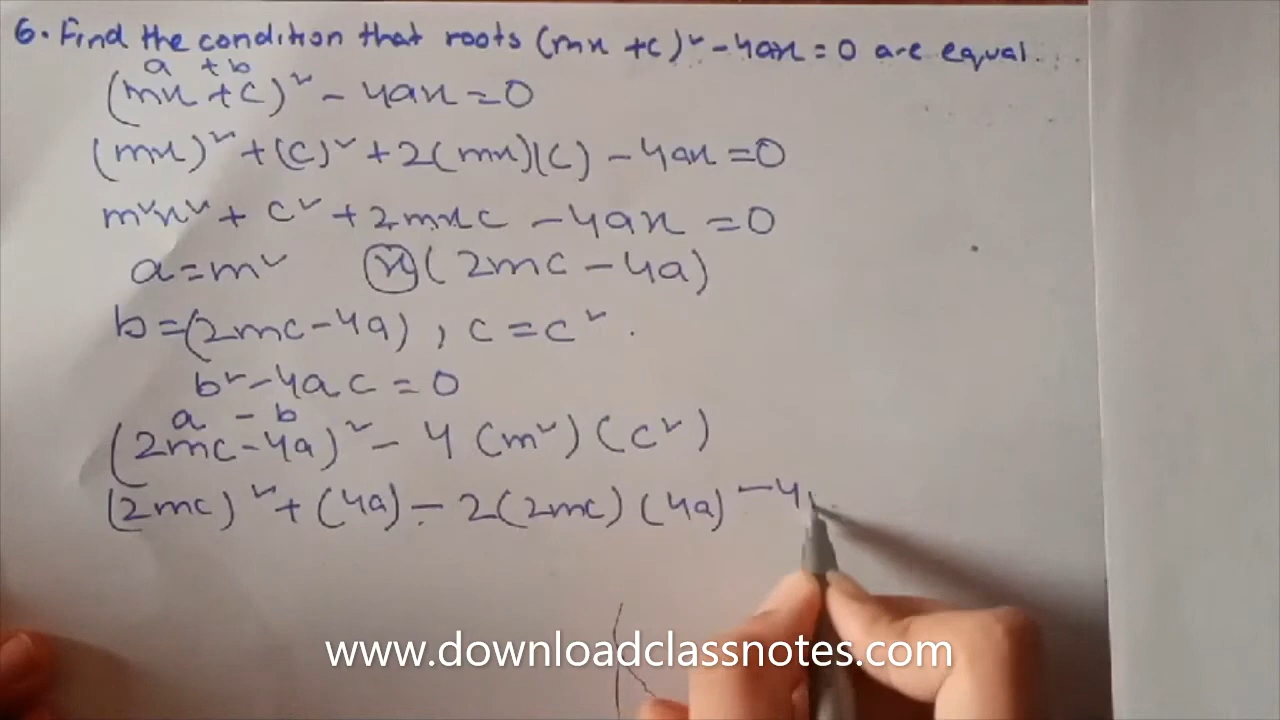 6. Find the condition that roots (mx + c)² - 4ax = 0 are equal.
a + b
(mx + c)² - 4ax = 0
(mx)² + (c)² + 2(mx)(c) - 4ax = 0
m²x² + c² + 2mxc - 4ax = 0
a = m² x(2mc - 4a)
b = (2mc - 4a), c = c².
b² - 4ac = 0
a - b
(2mc - 4a)² - 4(m²)(c²)
(2mc)² + (4a) - 2(2mc)(4a) - 4
www.downloadclassnotes.com